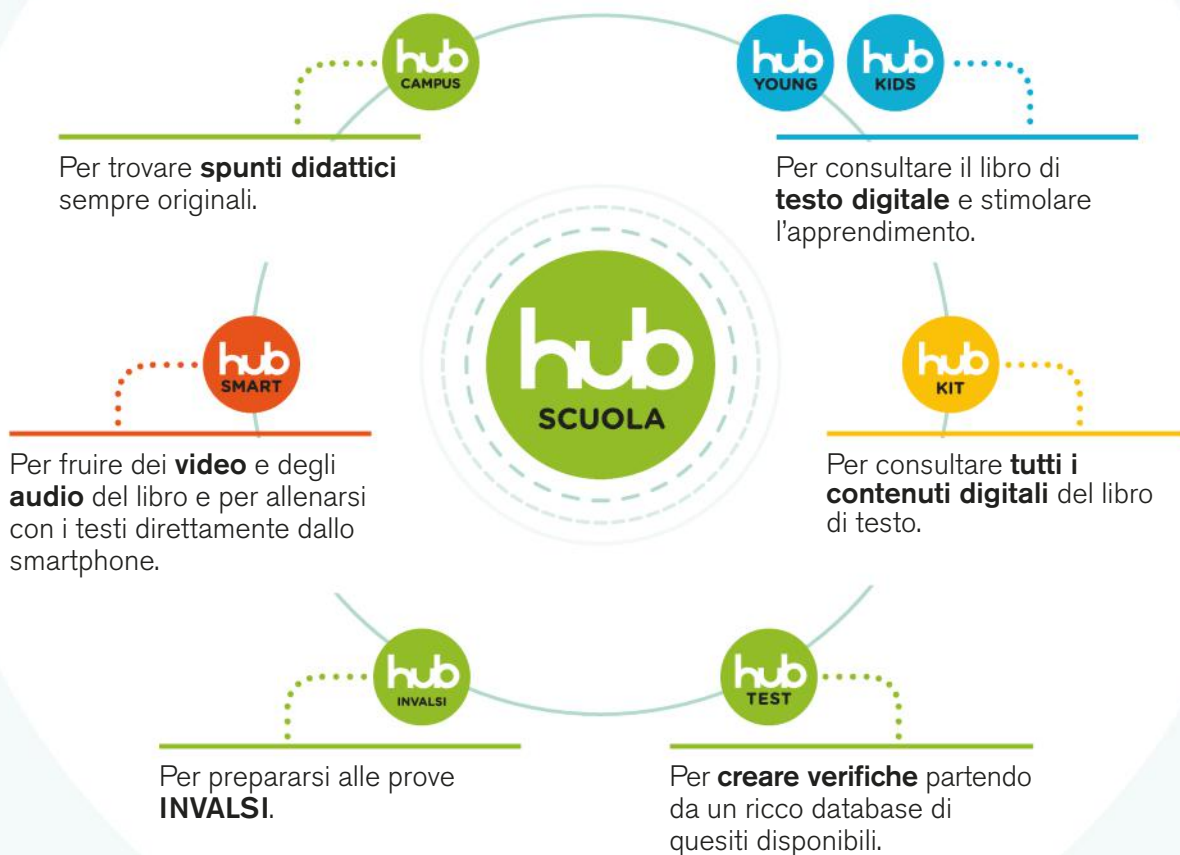 hub
CAMPUS
Per trovare spunti didattici
sempre originali.
hub
YOUNG
hub
KIDS
Per consultare il libro di
testo digitale e stimolare
l’apprendimento.
hub
SCUOLA
hub
SMART
Per fruire dei video e degli
audio del libro e per allenarsi
con i testi direttamente dallo
smartphone.
hub
KIT
Per consultare tutti i
contenuti digitali del libro
di testo.
hub
INVALSI
Per prepararsi alle prove
INVALSI.
hub
TEST
Per creare verifiche partendo
da un ricco database di
quesiti disponibili.